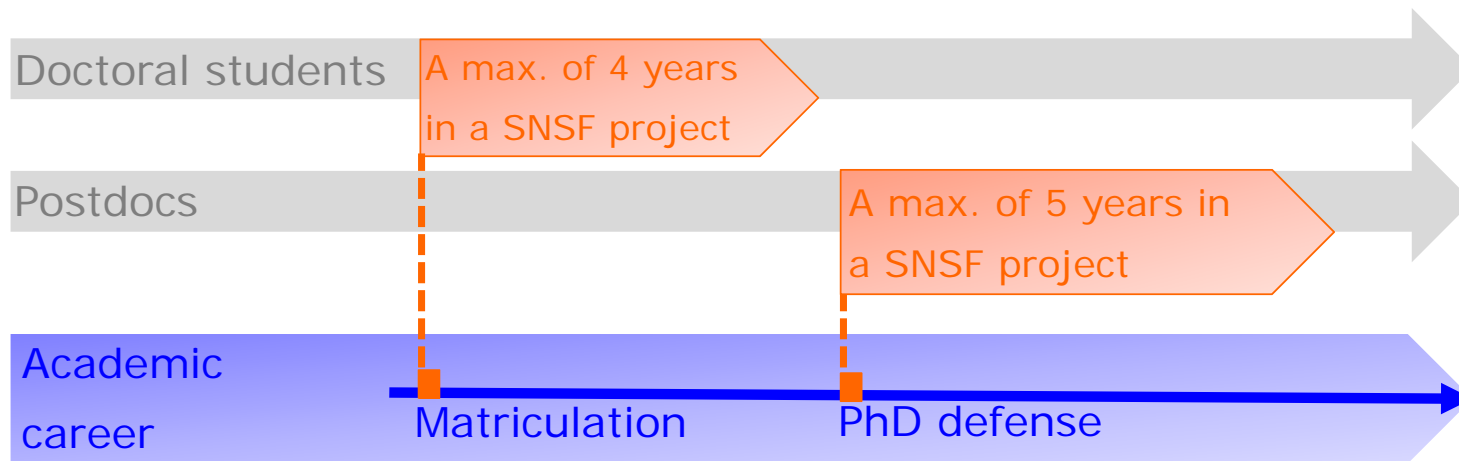 Doctoral students
A max. of 4 years
in a SNSF project
Postdocs
A max. of 5 years in
a SNSF project
Academic
career
Matriculation
PhD defense